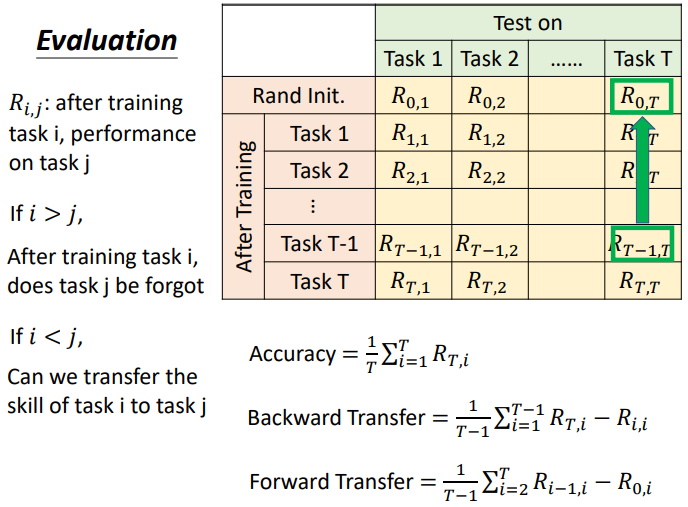 Evaluation
R_{i,j}: after training
task i, performance
on task j
If i > j,
After training task i,
does task j be forgot
If i < j,
Can we transfer the
skill of task i to task j
Test on
Task 1 Task 2 …… Task T
Rand Init. R_{0,1} R_{0,2} R_{0,T}
After Training
Task 1 R_{1,1} R_{1,2} R T
Task 2 R_{2,1} R_{2,2} R T
⋮
Task T-1 R_{T−1,1} R_{T−1,2} R_{T−1,T}
Task T R_{T,1} R_{T,2} R_{T,T}
Accuracy = \frac{1}{T} \sum_{i=1}^{T} R_{T,i}
Backward Transfer = \frac{1}{T−1} \sum_{i=1}^{T−1} R_{T,i} − R_{i,i}
Forward Transfer = \frac{1}{T−1} \sum_{i=2}^{T} R_{i−1,i} − R_{0,i}